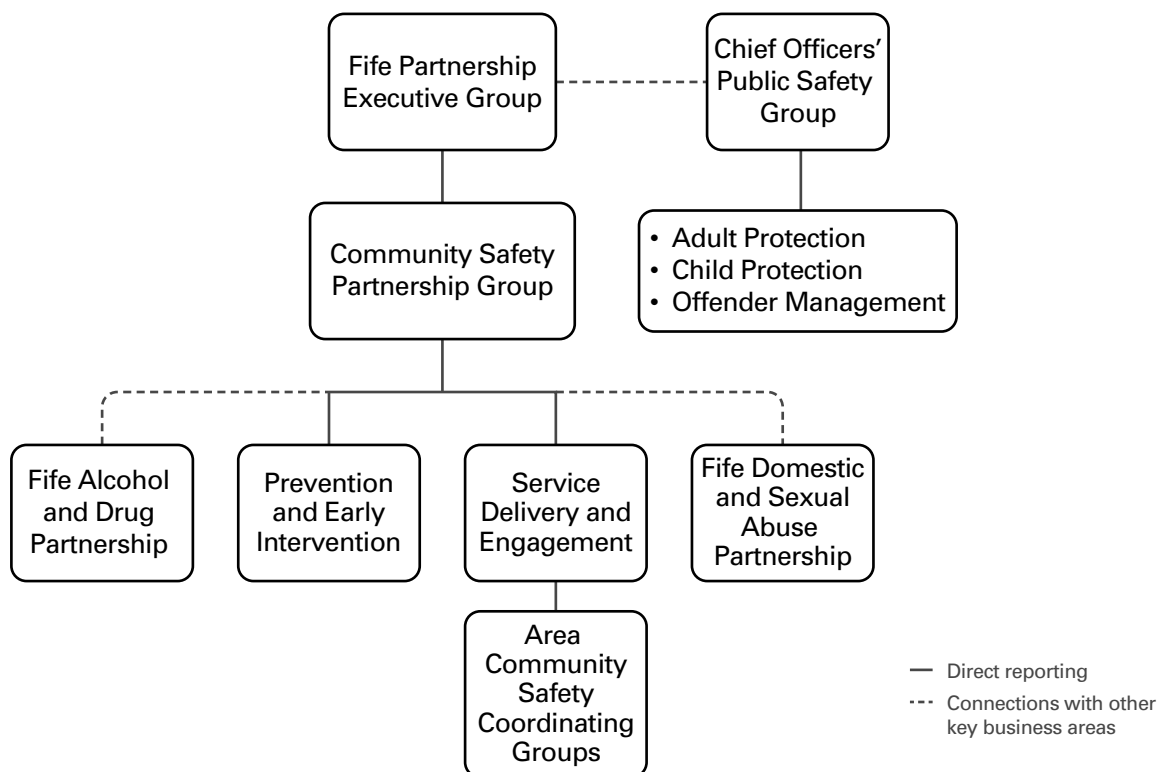 Fife Partnership
Executive Group
Chief Officers’
Public Safety
Group
Community Safety
Partnership Group
• Adult Protection
• Child Protection
• Offender Management
Fife Alcohol
and Drug
Partnership
Prevention
and Early
Intervention
Service
Delivery and
Engagement
Fife Domestic
and Sexual
Abuse
Partnership
Area
Community
Safety
Coordinating
Groups
Direct reporting
Connections with other
key business areas